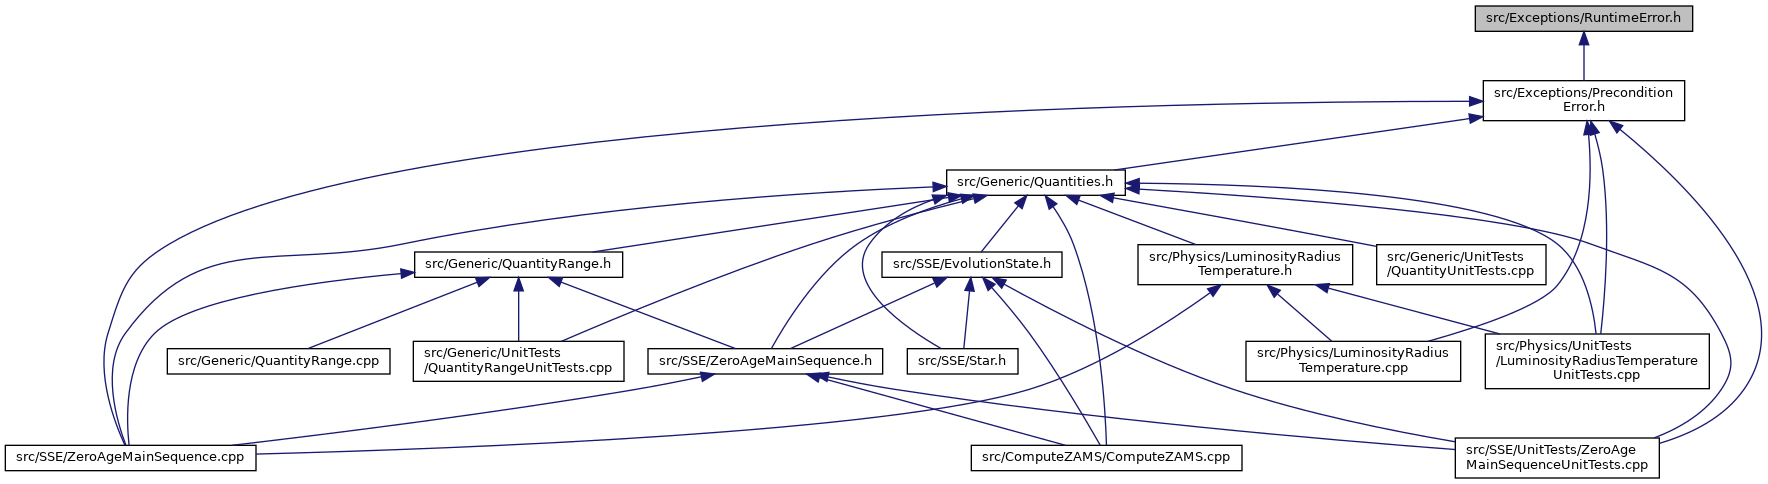 src/Exceptions/RuntimeError.h
src/Exceptions/Precondition
Error.h
src/Generic/Quantities.h
src/Generic/QuantityRange.h
src/SSE/EvolutionState.h
src/Physics/LuminosityRadius
Temperature.h
src/Generic/UnitTests
/QuantityUnitTests.cpp
src/Generic/QuantityRange.cpp
src/Generic/UnitTests
/QuantityRangeUnitTests.cpp
src/SSE/ZeroAgeMainSequence.h
src/SSE/Star.h
src/Physics/LuminosityRadius
Temperature.cpp
src/Physics/UnitTests
/LuminosityRadiusTemperature
UnitTests.cpp
src/SSE/ZeroAgeMainSequence.cpp
src/ComputeZAMS/ComputeZAMS.cpp
src/SSE/UnitTests/ZeroAge
MainSequenceUnitTests.cpp